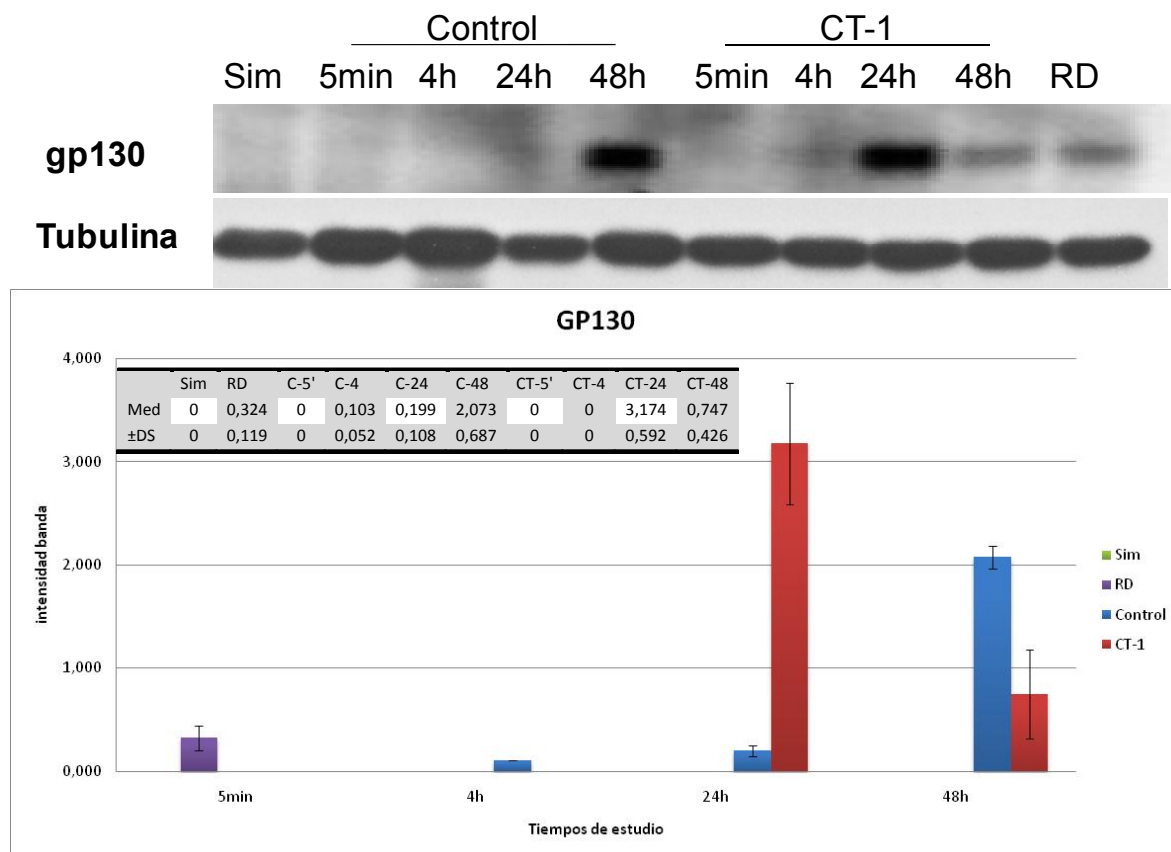 Control CT-1
Sim 5min 4h 24h 48h 5min 4h 24h 48h RD
gp130
Tubulina
GP130
4,000
Sim RD C-5' C-4 C-24 C-48 CT-5' CT-4 CT-24 CT-48
Med 0 0,324 0 0,103 0,199 2,073 0 0 3,174 0,747
±DS 0 0,119 0 0,052 0,108 0,687 0 0 0,592 0,426
3,000
2,000
1,000
0,000
intensidad banda
5min 4h 24h 48h
Tiempos de estudio
Sim
RD
Control
CT-1